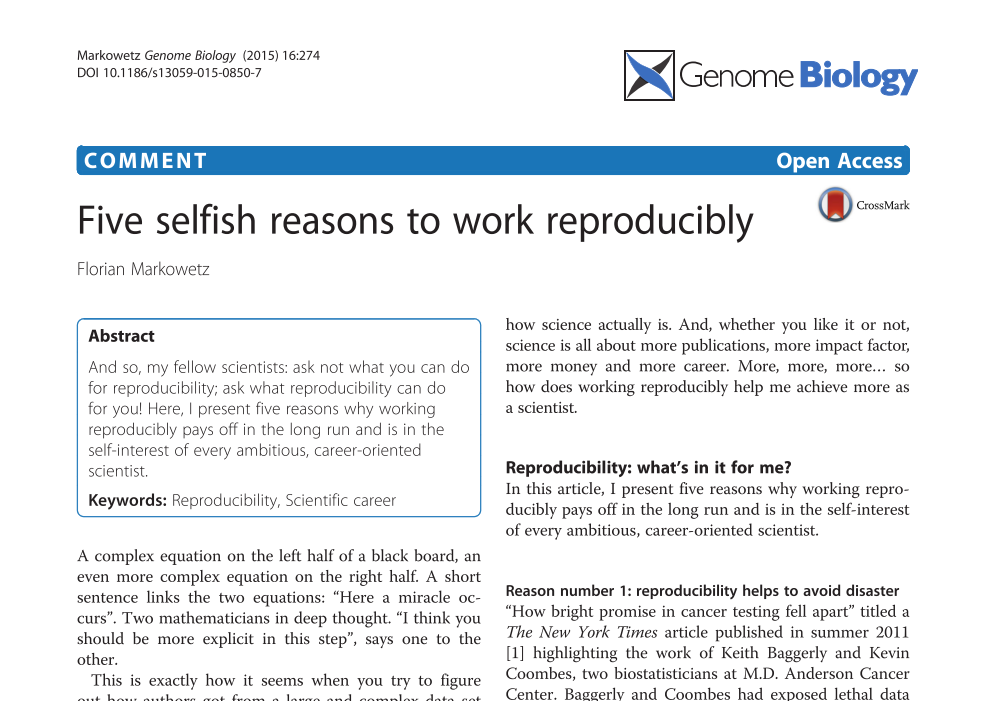 Markowetz Genome Biology (2015) 16:274
DOI 10.1186/s13059-015-0850-7
Genome Biology
COMMENT
Open Access
CrossMark
Five selfish reasons to work reproducibly
Florian Markowetz
Abstract
And so, my fellow scientists: ask not what you can do
for reproducibility; ask what reproducibility can do
for you! Here, I present five reasons why working
reproducibly pays off in the long run and is in the
self-interest of every ambitious, career-oriented
scientist.
Keywords: Reproducibility, Scientific career
A complex equation on the left half of a black board, an
even more complex equation on the right half. A short
sentence links the two equations: “Here a miracle oc-
curs”. Two mathematicians in deep thought. “I think you
should be more explicit in this step”, says one to the
other.
This is exactly how it seems when you try to figure
out how authors got from a large and complex data set
how science actually is. And, whether you like it or not,
science is all about more publications, more impact factor,
more money and more career. More, more, more… so
how does working reproducibly help me achieve more as
a scientist.
Reproducibility: what’s in it for me?
In this article, I present five reasons why working repro-
ducibly pays off in the long run and is in the self-interest
of every ambitious, career-oriented scientist.
Reason number 1: reproducibility helps to avoid disaster
“How bright promise in cancer testing fell apart” titled a
The New York Times article published in summer 2011
[1] highlighting the work of Keith Baggerly and Kevin
Coombes, two biostatisticians at M.D. Anderson Cancer
Center. Baggerly and Coombes had exposed lethal data